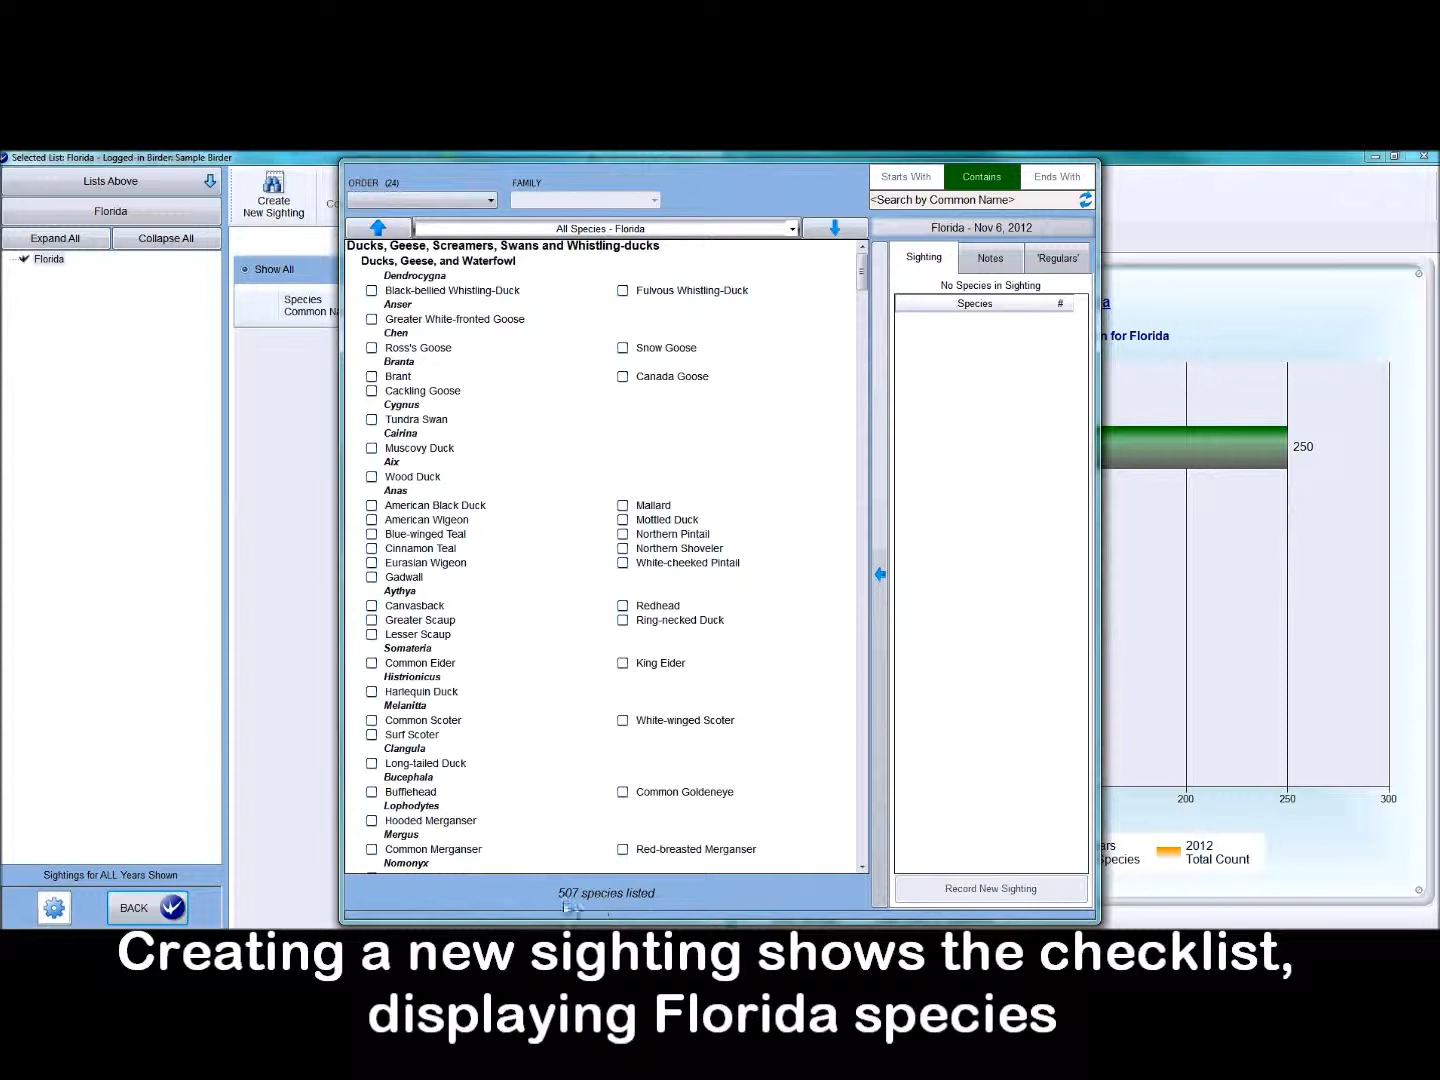 Selected List: Florida - Logged-in Birder: Sample Birder
Lists Above
Florida
Expand All
Collapse All
Florida
Create
New Sighting
Show All
Species
Common
ORDER (24)
FAMILY
Starts With
Contains
Ends With
<Search by Common Name>
All Species - Florida
Florida - Nov 6, 2012
Ducks, Geese, Screamers, Swans and Whistling-ducks
Ducks, Geese, and Waterfowl
Dendrocygna
Black-bellied Whistling-Duck
Fulvous Whistling-Duck
Anser
Greater White-fronted Goose
Chen
Ross's Goose
Snow Goose
Branta
Brant
Canada Goose
Cackling Goose
Cygnus
Tundra Swan
Cairina
Muscovy Duck
Aix
Wood Duck
Anas
American Black Duck
Mallard
American Wigeon
Mottled Duck
Blue-winged Teal
Northern Pintail
Cinnamon Teal
Northern Shoveler
Eurasian Wigeon
White-cheeked Pintail
Gadwall
Aythya
Canvasback
Redhead
Greater Scaup
Ring-necked Duck
Lesser Scaup
Somateria
Common Eider
King Eider
Histrionicus
Harlequin Duck
Melanitta
Common Scoter
White-winged Scoter
Surf Scoter
Clangula
Long-tailed Duck
Bucephala
Bufflehead
Common Goldeneye
Lophodytes
Hooded Merganser
Mergus
Common Merganser
Red-breasted Merganser
Nomonyx
507 species listed
Sighting
Notes
'Regulars'
No Species in Sighting
Species #
Record New Sighting
for Florida
250
200
250
300
Species
2012
Total Count
Sightings for ALL Years Shown
BACK
Creating a new sighting shows the checklist,
displaying Florida species